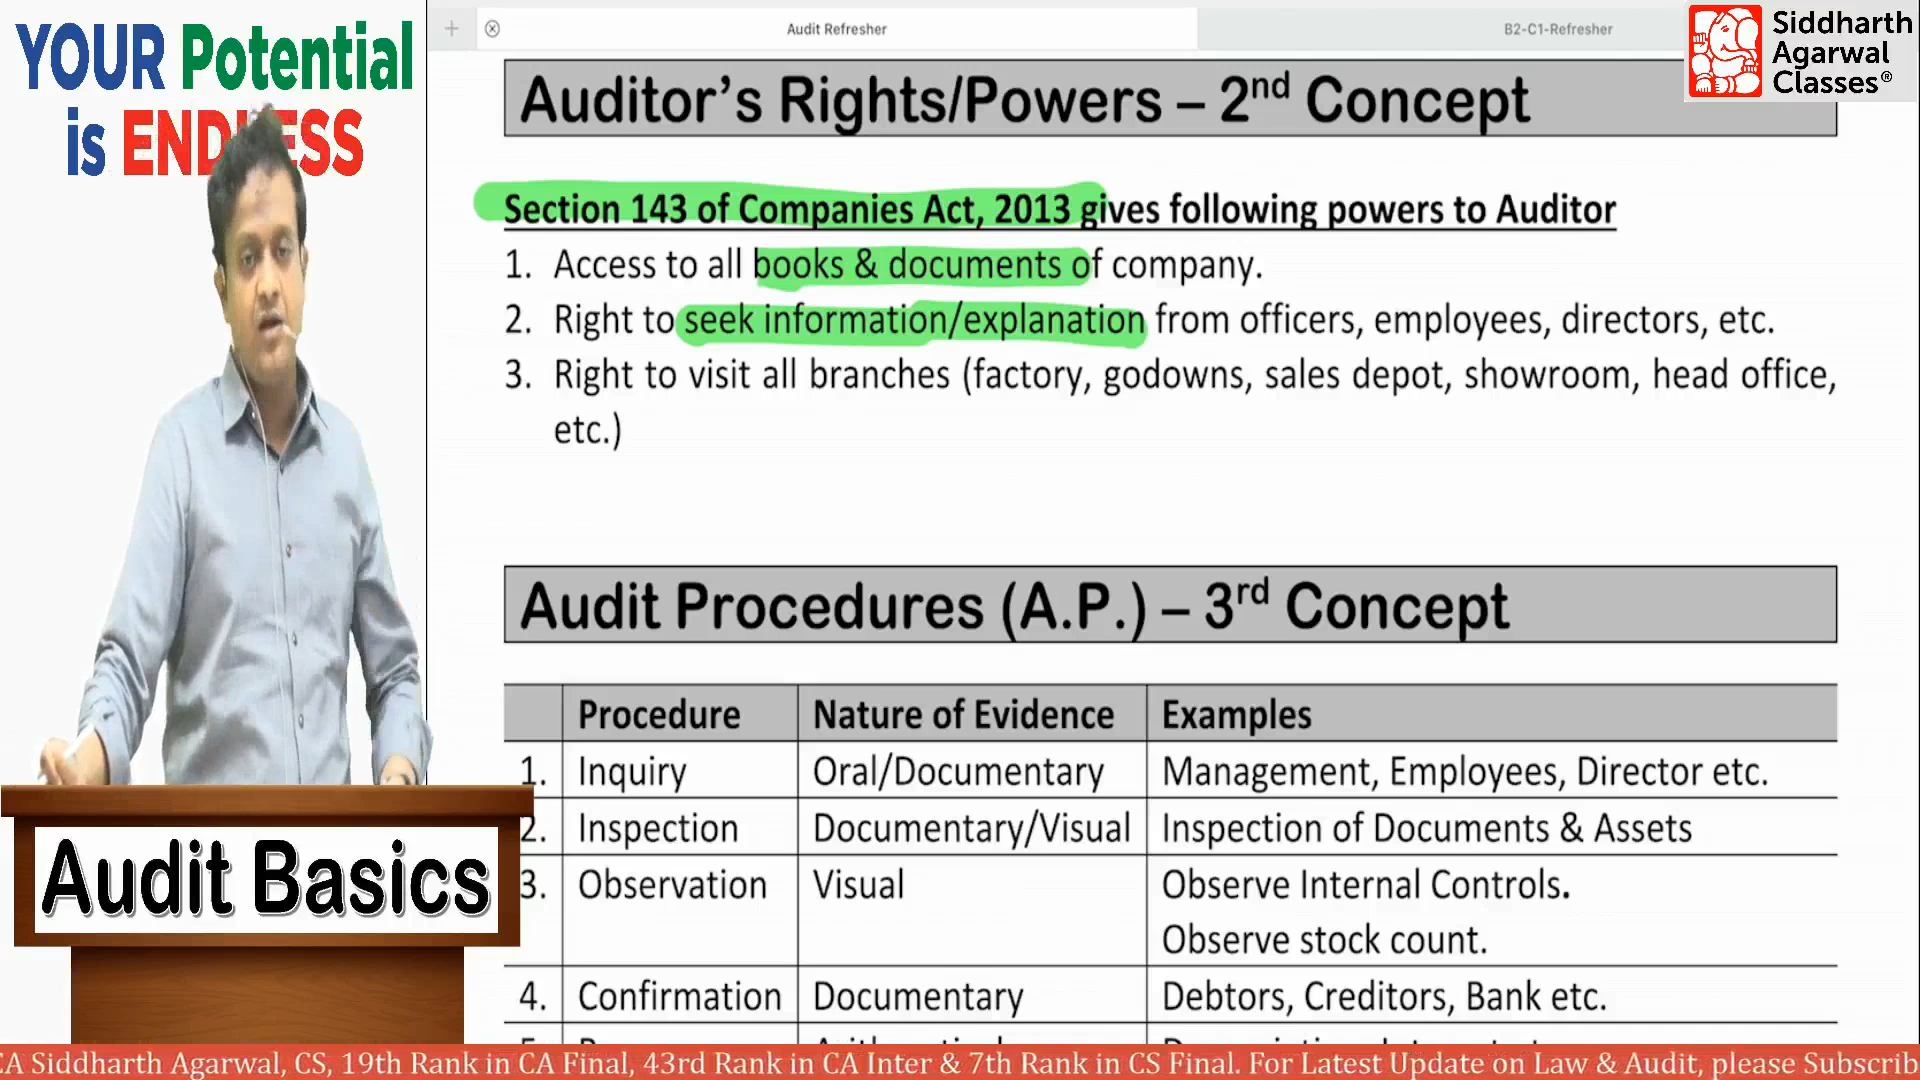 YOUR Potential
is ENDLESS
Audit Refresher
B2-C1-Refresher
Siddharth
Agarwal
Classes®
Auditor’s Rights/Powers – 2nd Concept
Section 143 of Companies Act, 2013 gives following powers to Auditor
1. Access to all books & documents of company.
2. Right to seek information/explanation from officers, employees, directors, etc.
3. Right to visit all branches (factory, godowns, sales depot, showroom, head office,
etc.)
Audit Procedures (A.P.) – 3rd Concept
Procedure Nature of Evidence Examples
1. Inquiry Oral/Documentary Management, Employees, Director etc.
2. Inspection Documentary/Visual Inspection of Documents & Assets
3. Observation Visual Observe Internal Controls.
Observe stock count.
4. Confirmation Documentary Debtors, Creditors, Bank etc.
Audit Basics
CA Siddharth Agarwal, CS, 19th Rank in CA Final, 43rd Rank in CA Inter & 7th Rank in CS Final. For Latest Update on Law & Audit, please Subscrib